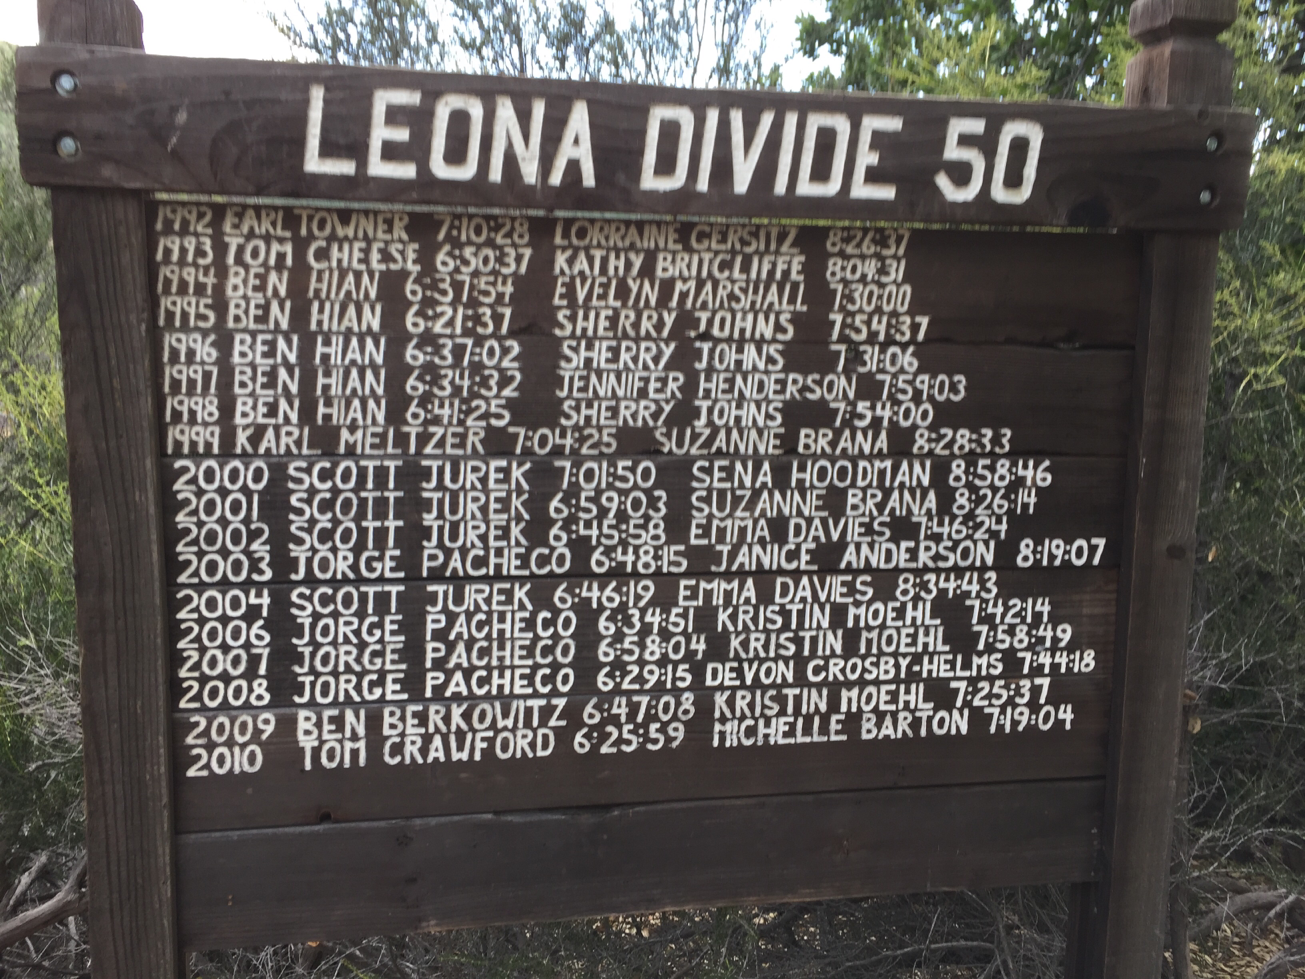 LEONA DIVIDE 50
1992 EARL TOWNER 7:10:28 LORRAINE GERSITZ 8:26:37
1993 TOM CHEESE 6:50:37 KATHY BRITCLIFFE 8:04:31
1994 BEN HIAN 6:37:54 EVELYN MARSHALL 7:30:00
1995 BEN HIAN 6:21:37 SHERRY JOHNS 7:54:37
1996 BEN HIAN 6:37:02 SHERRY JOHNS 7:31:06
1997 BEN HIAN 6:34:32 JENNIFER HENDERSON 7:59:03
1998 BEN HIAN 6:41:25 SHERRY JOHNS 7:54:00
1999 KARL MELTZER 7:04:25 SUZANNE BRANA 8:28:33
2000 SCOTT JUREK 7:01:50 SENA HOODMAN 8:58:46
2001 SCOTT JUREK 6:59:03 SUZANNE BRANA 8:26:14
2002 SCOTT JUREK 6:45:58 EMMA DAVIES 7:46:24
2003 JORGE PACHECO 6:48:15 JANICE ANDERSON 8:19:07
2004 SCOTT JUREK 6:46:19 EMMA DAVIES 8:34:43
2006 JORGE PACHECO 6:34:51 KRISTIN MOEHL 7:42:14
2007 JORGE PACHECO 6:58:04 KRISTIN MOEHL 7:58:49
2008 JORGE PACHECO 6:29:15 DEVON CROSBY-HELMS 7:44:18
2009 BEN BERKOWITZ 6:47:08 KRISTIN MOEHL 7:25:37
2010 TOM CRAWFORD 6:25:59 MICHELLE BARTON 7:19:04